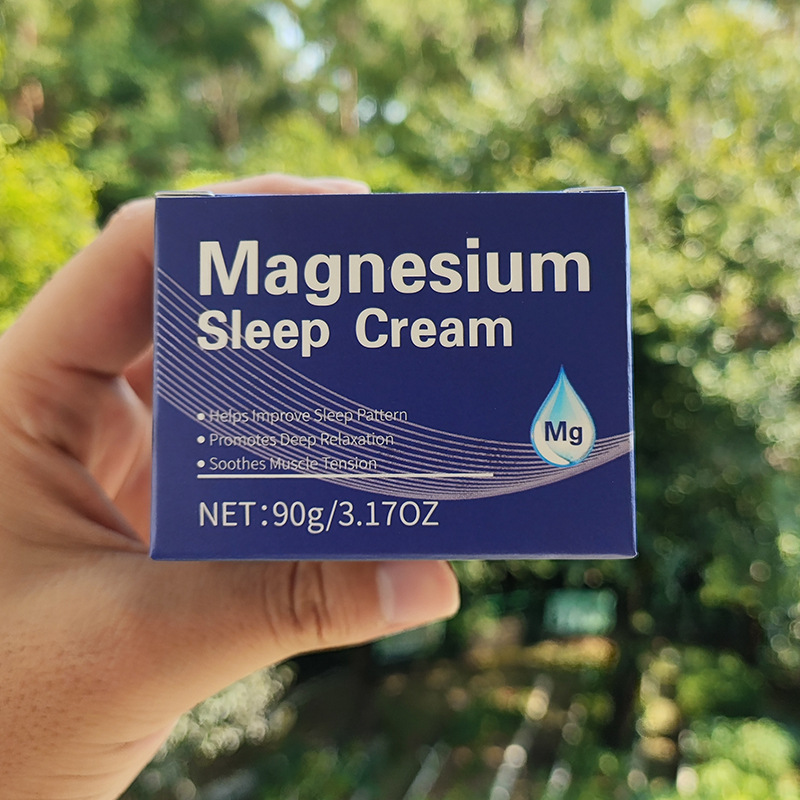 Magnesium
Sleep Cream
• Helps Improve Sleep Pattern
• Promotes Deep Relaxation
• Soothes Muscle Tension
Mg
NET:90g/3.17OZ